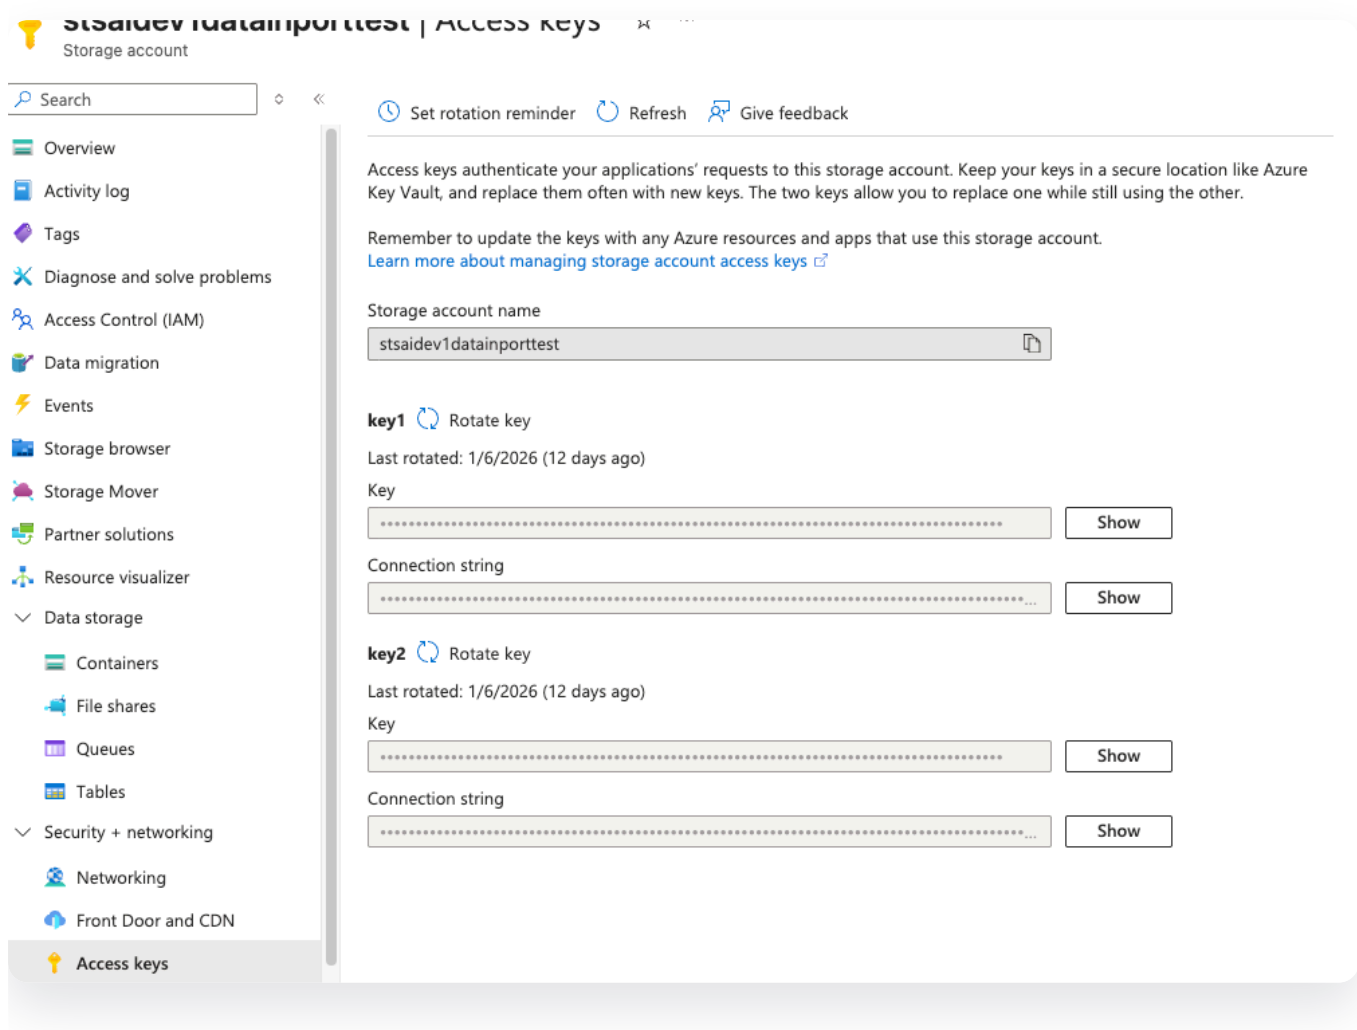 stsaidev1datainporttest | Access keys
Storage account
Search
Set rotation reminder
Refresh
Give feedback
Overview
Activity log
Tags
Diagnose and solve problems
Access Control (IAM)
Data migration
Events
Storage browser
Storage Mover
Partner solutions
Resource visualizer
Data storage
Containers
File shares
Queues
Tables
Security + networking
Networking
Front Door and CDN
Access keys
Access keys authenticate your applications’ requests to this storage account. Keep your keys in a secure location like Azure
Key Vault, and replace them often with new keys. The two keys allow you to replace one while still using the other.
Remember to update the keys with any Azure resources and apps that use this storage account.
Learn more about managing storage account access keys
Storage account name
stsaidev1datainporttest
key1 Rotate key
Last rotated: 1/6/2026 (12 days ago)
Key
Show
Connection string
Show
key2 Rotate key
Last rotated: 1/6/2026 (12 days ago)
Key
Show
Connection string
Show